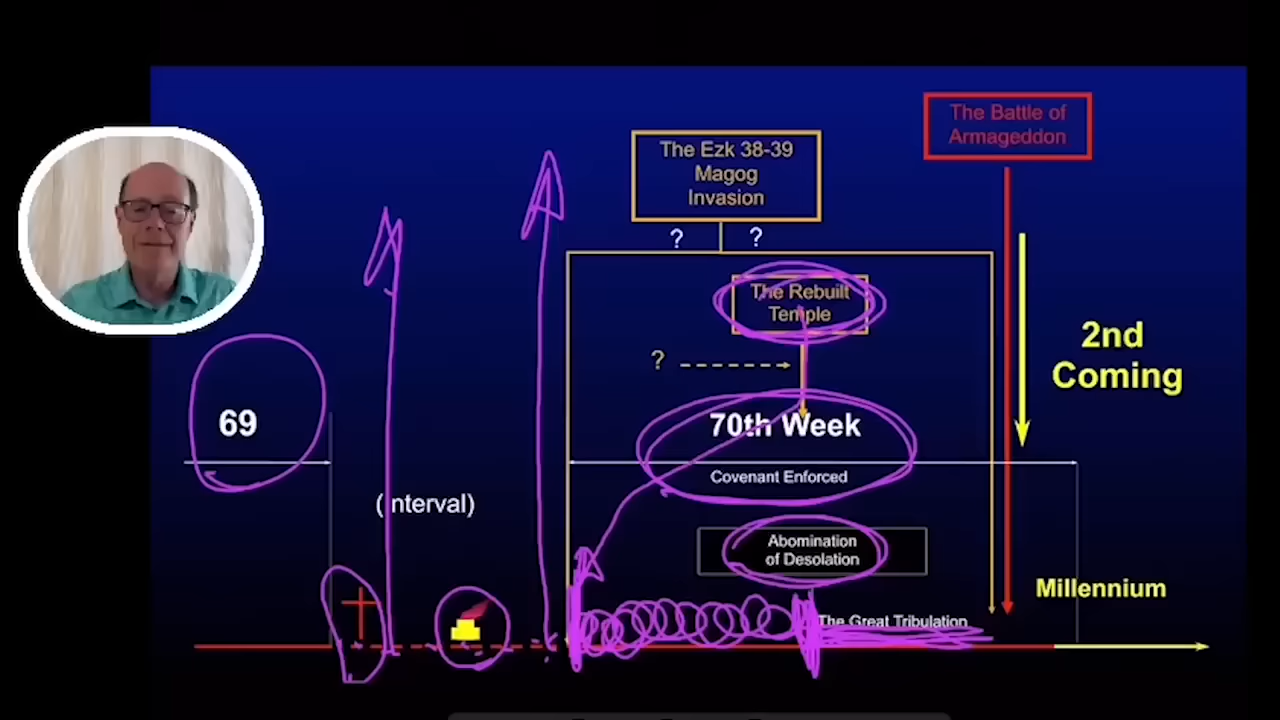 The Battle of
Armageddon
The Ezk 38-39
Magog
Invasion
? ?
The Rebuilt
Temple
?
2nd
Coming
69
70th Week
Covenant Enforced
(interval)
Abomination
of Desolation
Millennium
The Great Tribulation